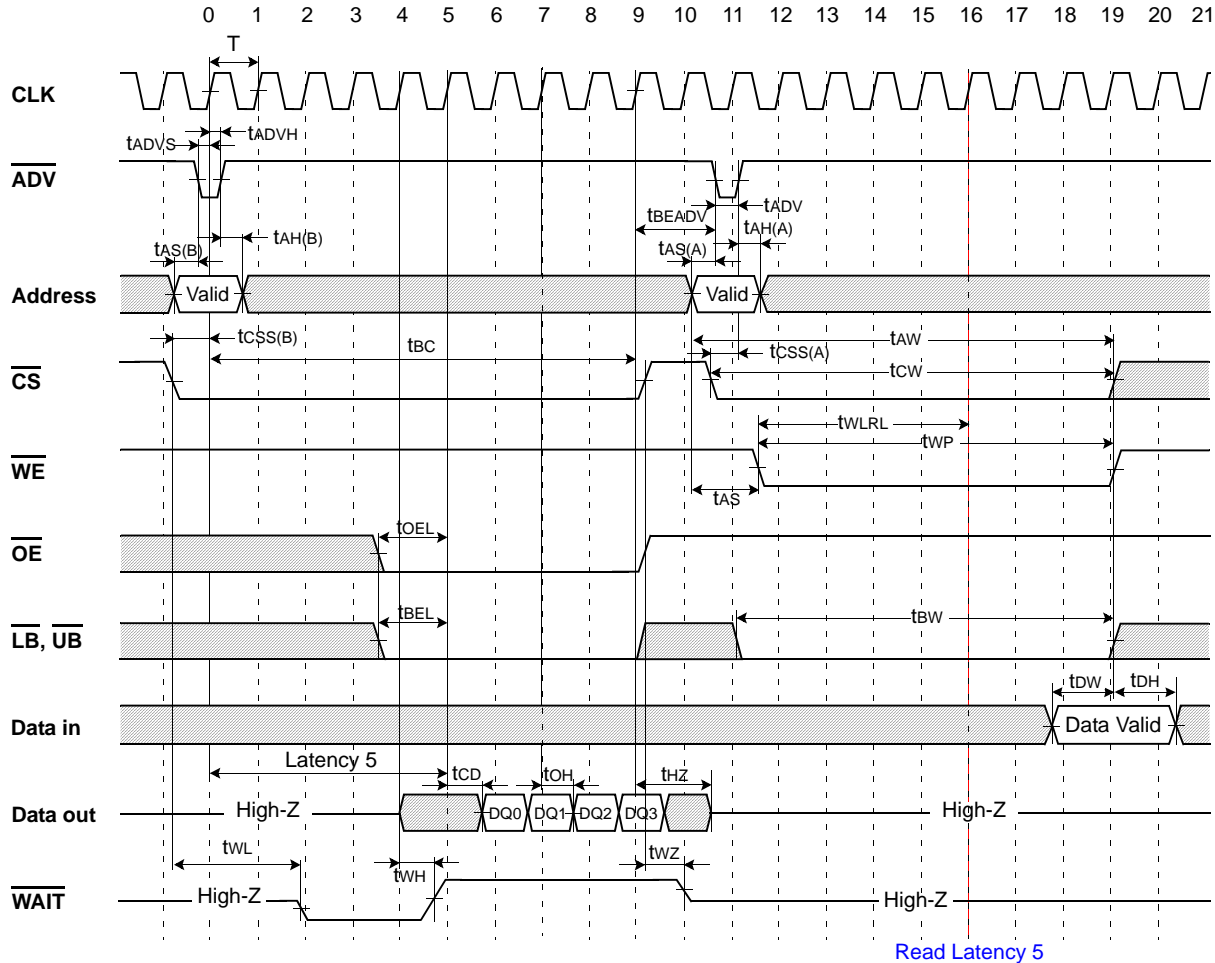 0 1 2 3 4 5 6 7 8 9 10 11 12 13 14 15 16 17 18 19 20 21
T
CLK
tADVS tADVH
ADV
tBEADV tADV
tAS(B) tAH(B) tAS(A) tAH(A)
Address Valid Valid
tCSS(B) tBC tCSS(A) tAW
CS tCW
tWLRL
tWP
WE
tAS
OE tOEL
tBEL tBW
LB, UB
tDW tDH
Data in Data Valid
Latency 5 tCD tOH tHZ
Data out High-Z DQ0 DQ1 DQ2 DQ3 High-Z
tWL tWH tWZ
WAIT High-Z High-Z
Read Latency 5